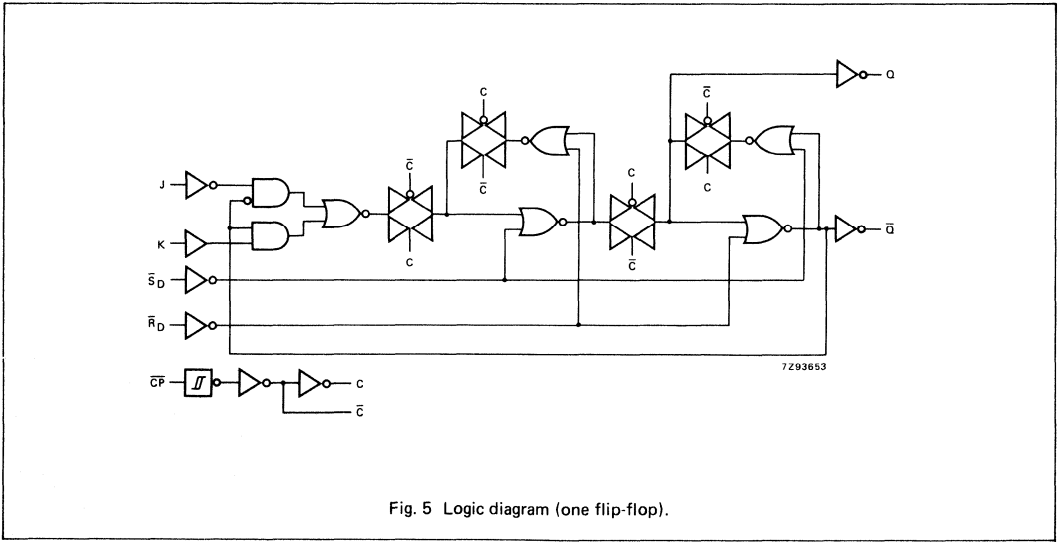 Q
C
C̅
C̅
C̅
C
J
C
K
C
C̅
Q̅
S̅D
R̅D
7Z93653
C̅P̅
C
C̅
Fig. 5 Logic diagram (one flip-flop).